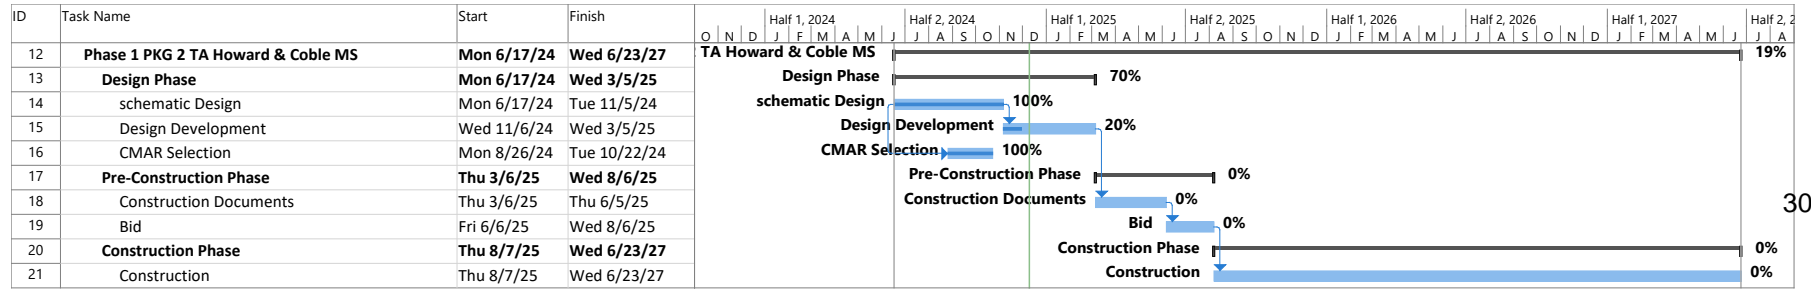 ID Task Name Start Finish Half 1, 2024 Half 2, 2024 Half 1, 2025 Half 2, 2025 Half 1, 2026 Half 2, 2026 Half 1, 2027 Half 2, 2
O N D J F M A M J J A S O N D J F M A M J J A S O N D J F M A M J J A S O N D J F M A M J J A
12 Phase 1 PKG 2 TA Howard & Coble MS Mon 6/17/24 Wed 6/23/27 TA Howard & Coble MS 19%
13 Design Phase Mon 6/17/24 Wed 3/5/25 Design Phase 70%
14 schematic Design Mon 6/17/24 Tue 11/5/24 schematic Design 100%
15 Design Development Wed 11/6/24 Wed 3/5/25 Design Development 20%
16 CMAR Selection Mon 8/26/24 Tue 10/22/24 CMAR Selection 100%
17 Pre-Construction Phase Thu 3/6/25 Wed 8/6/25 Pre-Construction Phase 0%
18 Construction Documents Thu 3/6/25 Thu 6/5/25 Construction Documents 0% 30
19 Bid Fri 6/6/25 Wed 8/6/25 Bid 0%
20 Construction Phase Thu 8/7/25 Wed 6/23/27 Construction Phase 0%
21 Construction Thu 8/7/25 Wed 6/23/27 Construction 0%